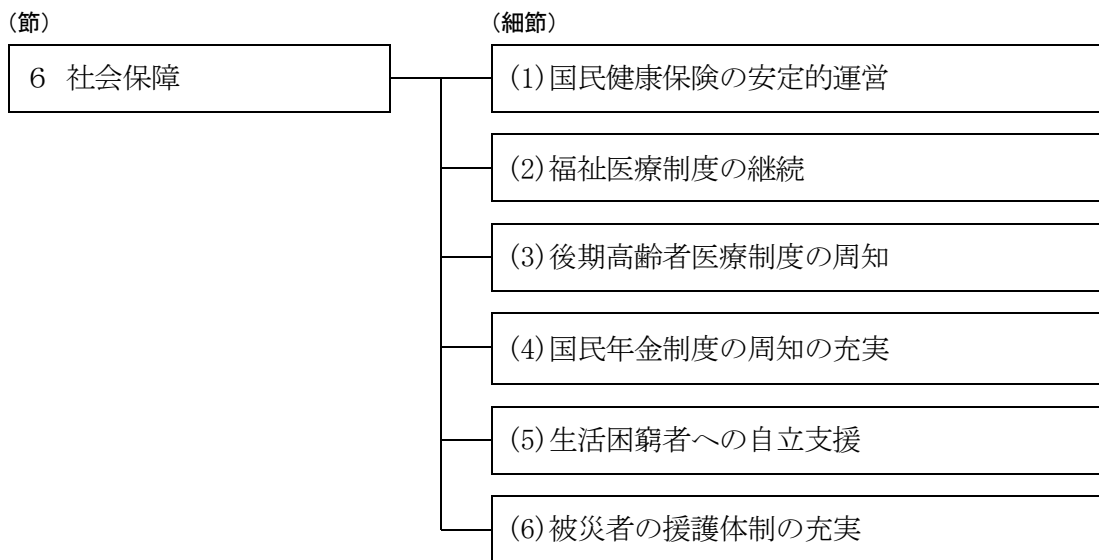 (節)
(細節)
6 社会保障
(1)国民健康保険の安定的運営
(2)福祉医療制度の継続
(3)後期高齢者医療制度の周知
(4)国民年金制度の周知の充実
(5)生活困窮者への自立支援
(6)被災者の援護体制の充実